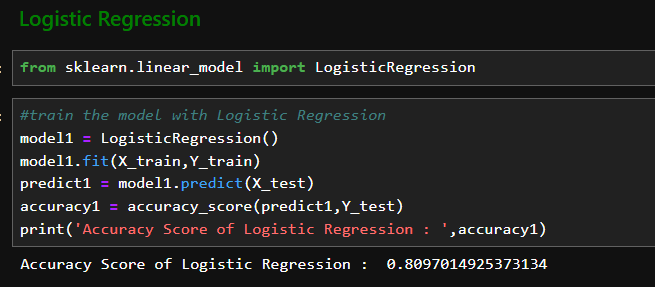 Logistic Regression
: from sklearn.linear_model import LogisticRegression
: #train the model with Logistic Regression
model1 = LogisticRegression()
model1.fit(X_train,Y_train)
predict1 = model1.predict(X_test)
accuracy1 = accuracy_score(predict1,Y_test)
print('Accuracy Score of Logistic Regression : ',accuracy1)
Accuracy Score of Logistic Regression :  0.8097014925373134